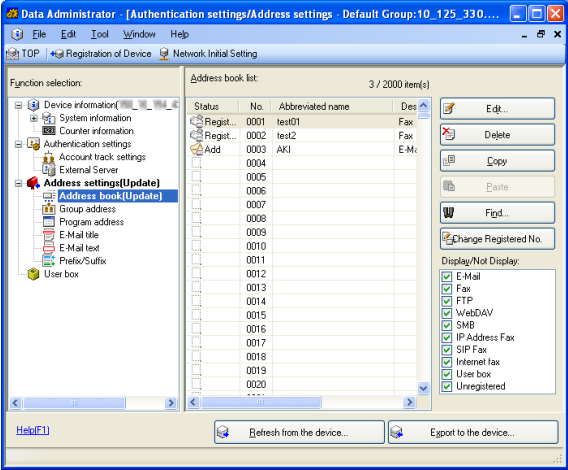 Data Administrator - [Authentication settings/Address settings - Default Group:10_125_330....
File Edit Tool Window Help
TOP Registration of Device Network Initial Setting
Function selection:
Device information(
System information
Counter information
Authentication settings
Account track settings
External Server
Address settings(Update)
Address book(Update)
Group address
Program address
E-Mail title
E-Mail text
Prefix/Suffix
User box
Address book list:
3 / 2000 item(s)
Status No. Abbreviated name Des
Regist... 0001 test01 Fax
Regist... 0002 test2 Fax
Add 0003 AKI E-Ma
0004
0005
0006
0007
0008
0009
0010
0011
0012
0013
0014
0015
0016
0017
0018
0019
0020
Edit...
Delete
Copy
Paste
Find...
Change Registered No.
Display/Not Display:
E-Mail
Fax
FTP
WebDAV
SMB
IP Address Fax
SIP Fax
Internet fax
User box
Unregistered
Help(F1)
Refresh from the device...
Export to the device...